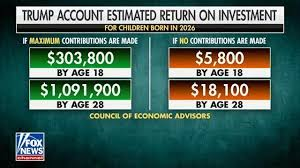 TRUMP ACCOUNT ESTIMATED RETURN ON INVESTMENT
FOR CHILDREN BORN IN 2026
IF MAXIMUM CONTRIBUTIONS ARE MADE
$303,800
BY AGE 18
$1,091,900
BY AGE 28
IF NO CONTRIBUTIONS ARE MADE
$5,800
BY AGE 18
$18,100
BY AGE 28
COUNCIL OF ECONOMIC ADVISORS
FOX
NEWS
channel